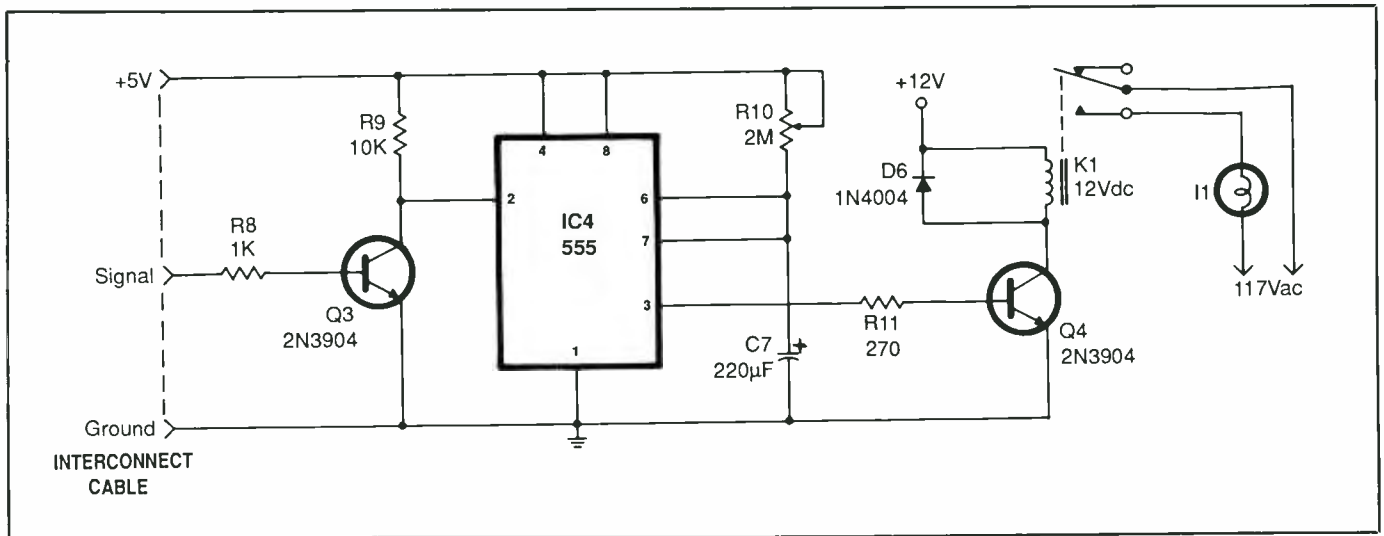 +5V
R9
10K
4
8
R10
2M
+12V
D6
1N4004
K1
12Vdc
I1
2
6
IC4
555
7
R8
1K
Signal
3
117Vac
Q3
2N3904
R11
270
Q4
2N3904
C7
220µF
+
1
Ground
INTERCONNECT
CABLE